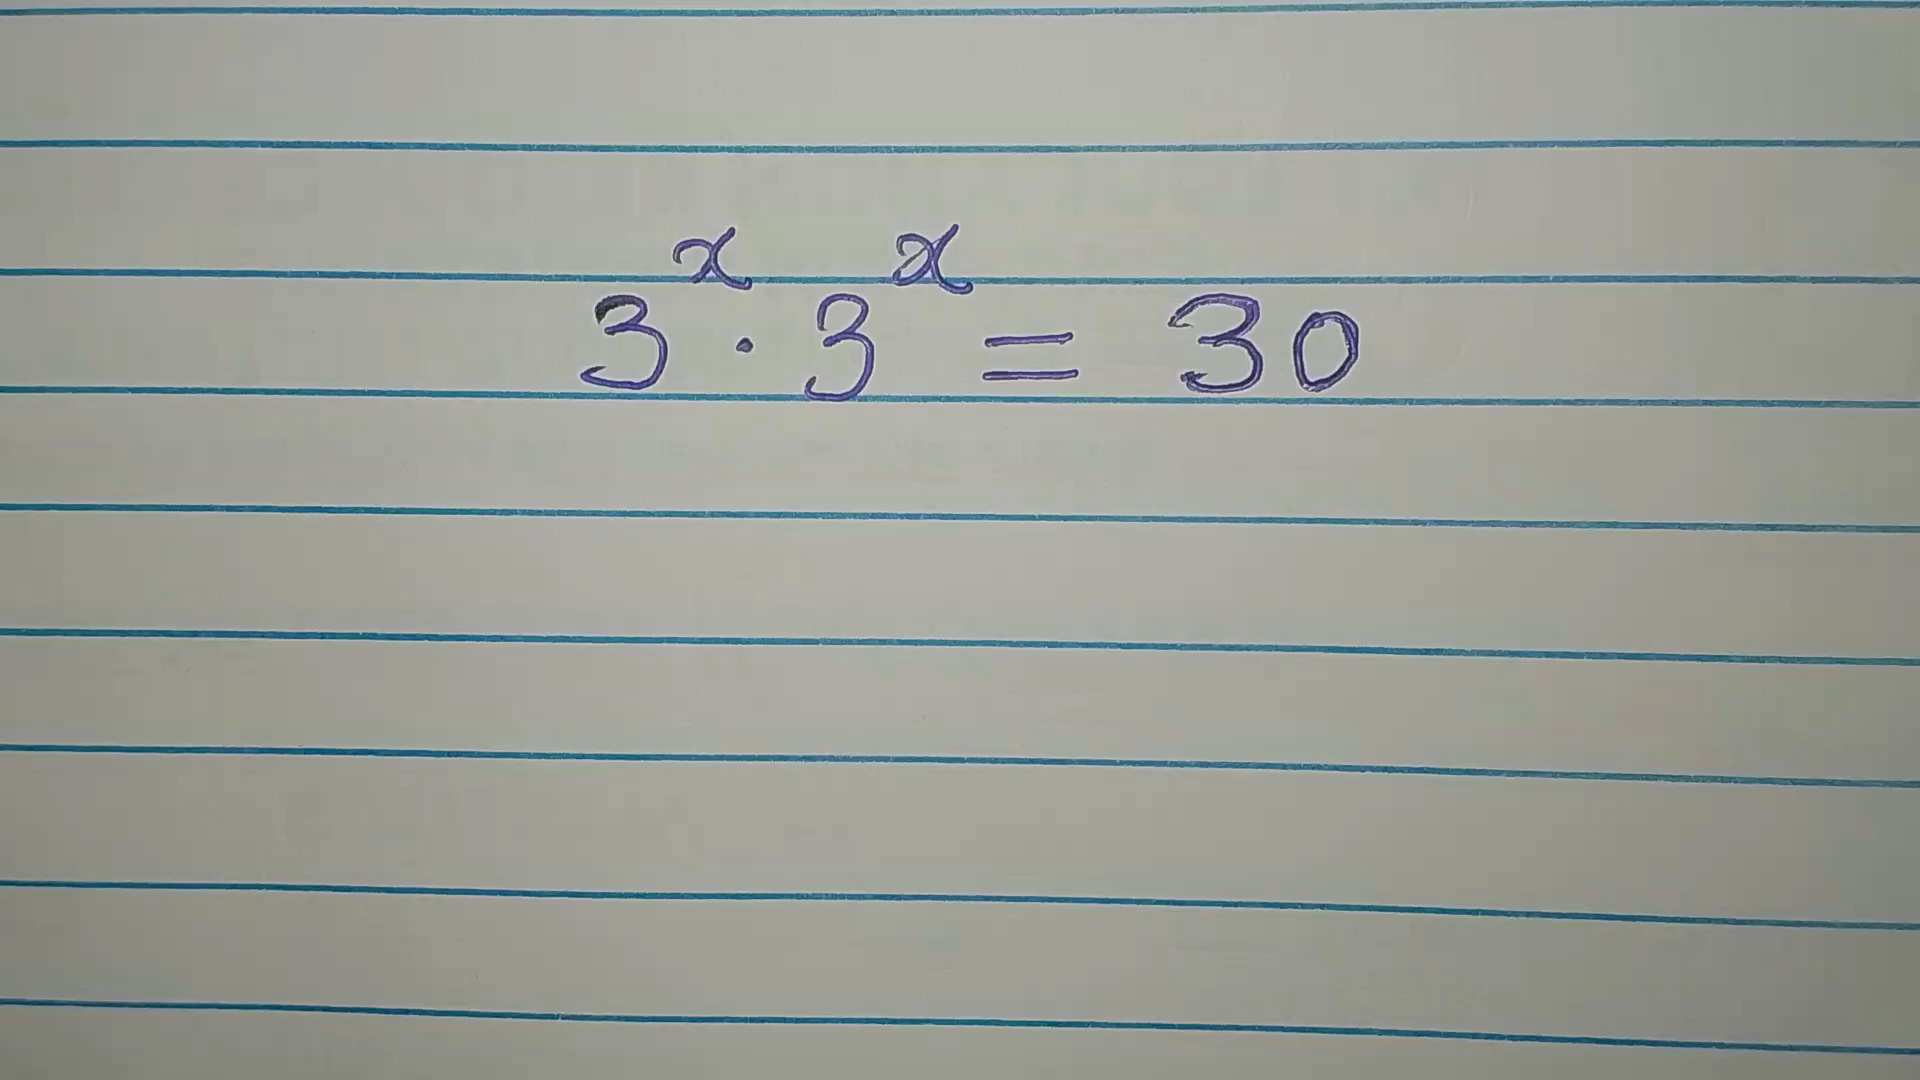 3^x · 3^x = 30